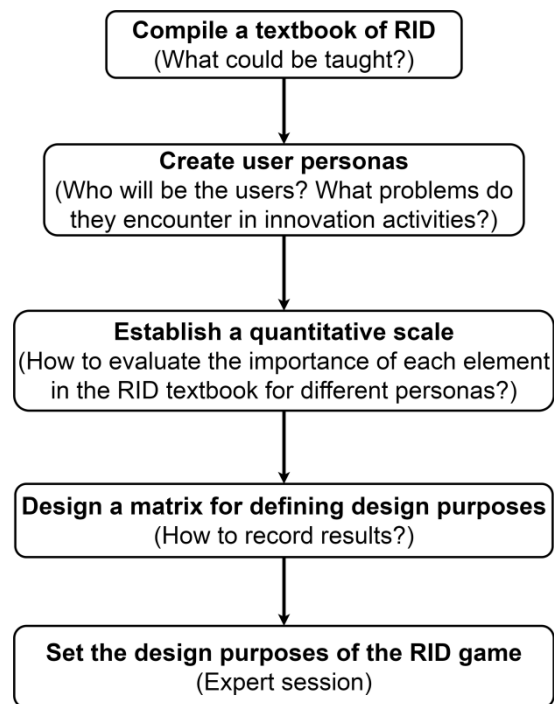 Compile a textbook of RID
(What could be taught?)
Create user personas
(Who will be the users? What problems do
they encounter in innovation activities?)
Establish a quantitative scale
(How to evaluate the importance of each element
in the RID textbook for different personas?)
Design a matrix for defining design purposes
(How to record results?)
Set the design purposes of the RID game
(Expert session)